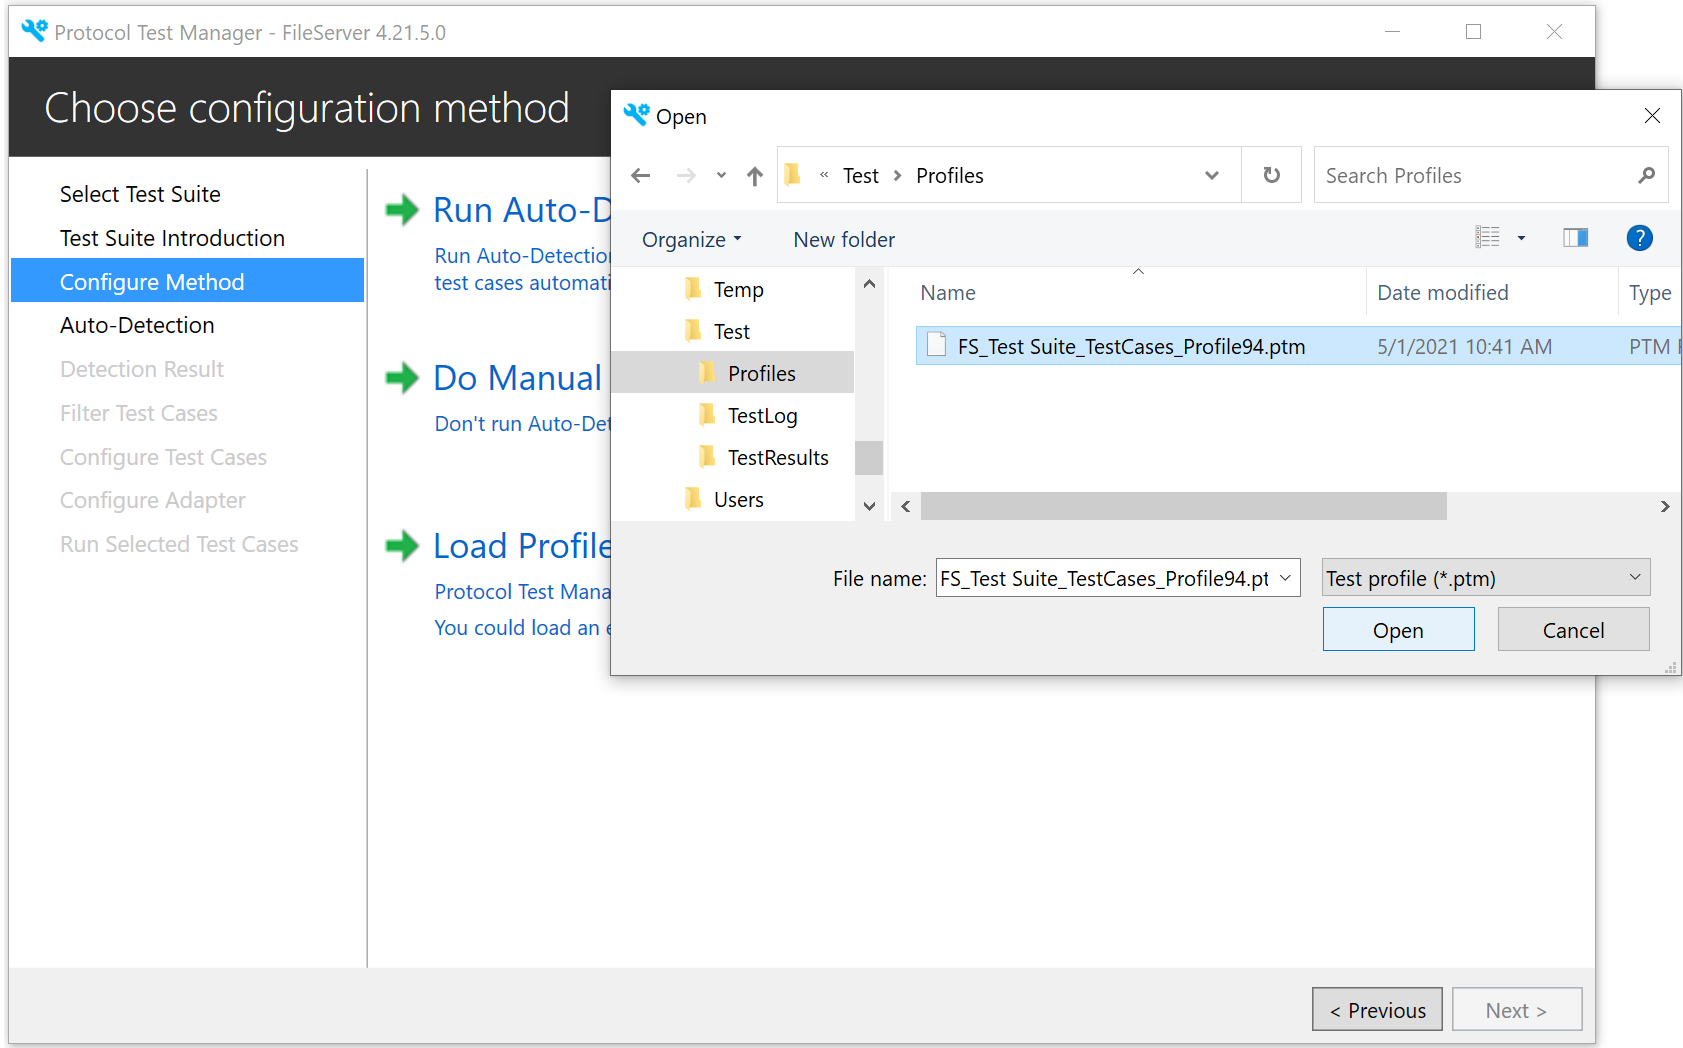 Protocol Test Manager - FileServer 4.21.5.0
Choose configuration method
Select Test Suite
Test Suite Introduction
Configure Method
Auto-Detection
Detection Result
Filter Test Cases
Configure Test Cases
Configure Adapter
Run Selected Test Cases
Run Auto-D
Run Auto-Detection
test cases automati
Do Manual
Don't run Auto-Det
Load Profile
Protocol Test Mana
You could load an e
Open
« Test > Profiles
Search Profiles
Organize
New folder
?
Temp
Test
Profiles
TestLog
TestResults
Users
Name Date modified Type
FS_Test Suite_TestCases_Profile94.ptm 5/1/2021 10:41 AM PTM F
File name: FS_Test Suite_TestCases_Profile94.pt
Test profile (*.ptm)
Open
Cancel
< Previous
Next >